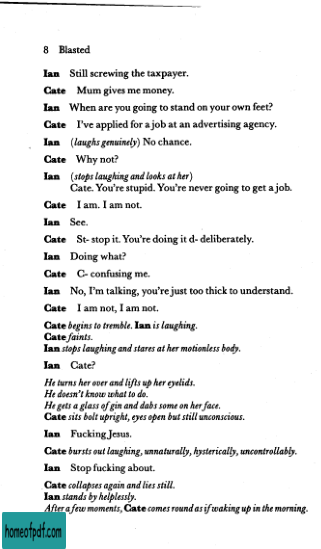 8 Blasted
Ian Still screwing the taxpayer.
Cate Mum gives me money.
Ian When are you going to stand on your own feet?
Cate I've applied for a job at an advertising agency.
Ian (laughs genuinely) No chance.
Cate Why not?
Ian (stops laughing and looks at her)
Cate. You're stupid. You're never going to get a job.
Cate I am. I am not.
Ian See.
Cate St- stop it. You're doing it d- deliberately.
Ian Doing what?
Cate C- confusing me.
Ian No, I'm talking, you're just too thick to understand.
Cate I am not, I am not.
Cate begins to tremble. Ian is laughing.
Cate faints.
Ian stops laughing and stares at her motionless body.
Ian Cate?
He turns her over and lifts up her eyelids.
He doesn't know what to do.
He gets a glass of gin and dabs some on her face.
Cate sits bolt upright, eyes open but still unconscious.
Ian Fucking Jesus.
Cate bursts out laughing, unnaturally, hysterically, uncontrollably.
Ian Stop fucking about.
Cate collapses again and lies still.
Ian stands by helplessly.
After a few moments, Cate comes round as if waking up in the morning.
homeofpdf.com